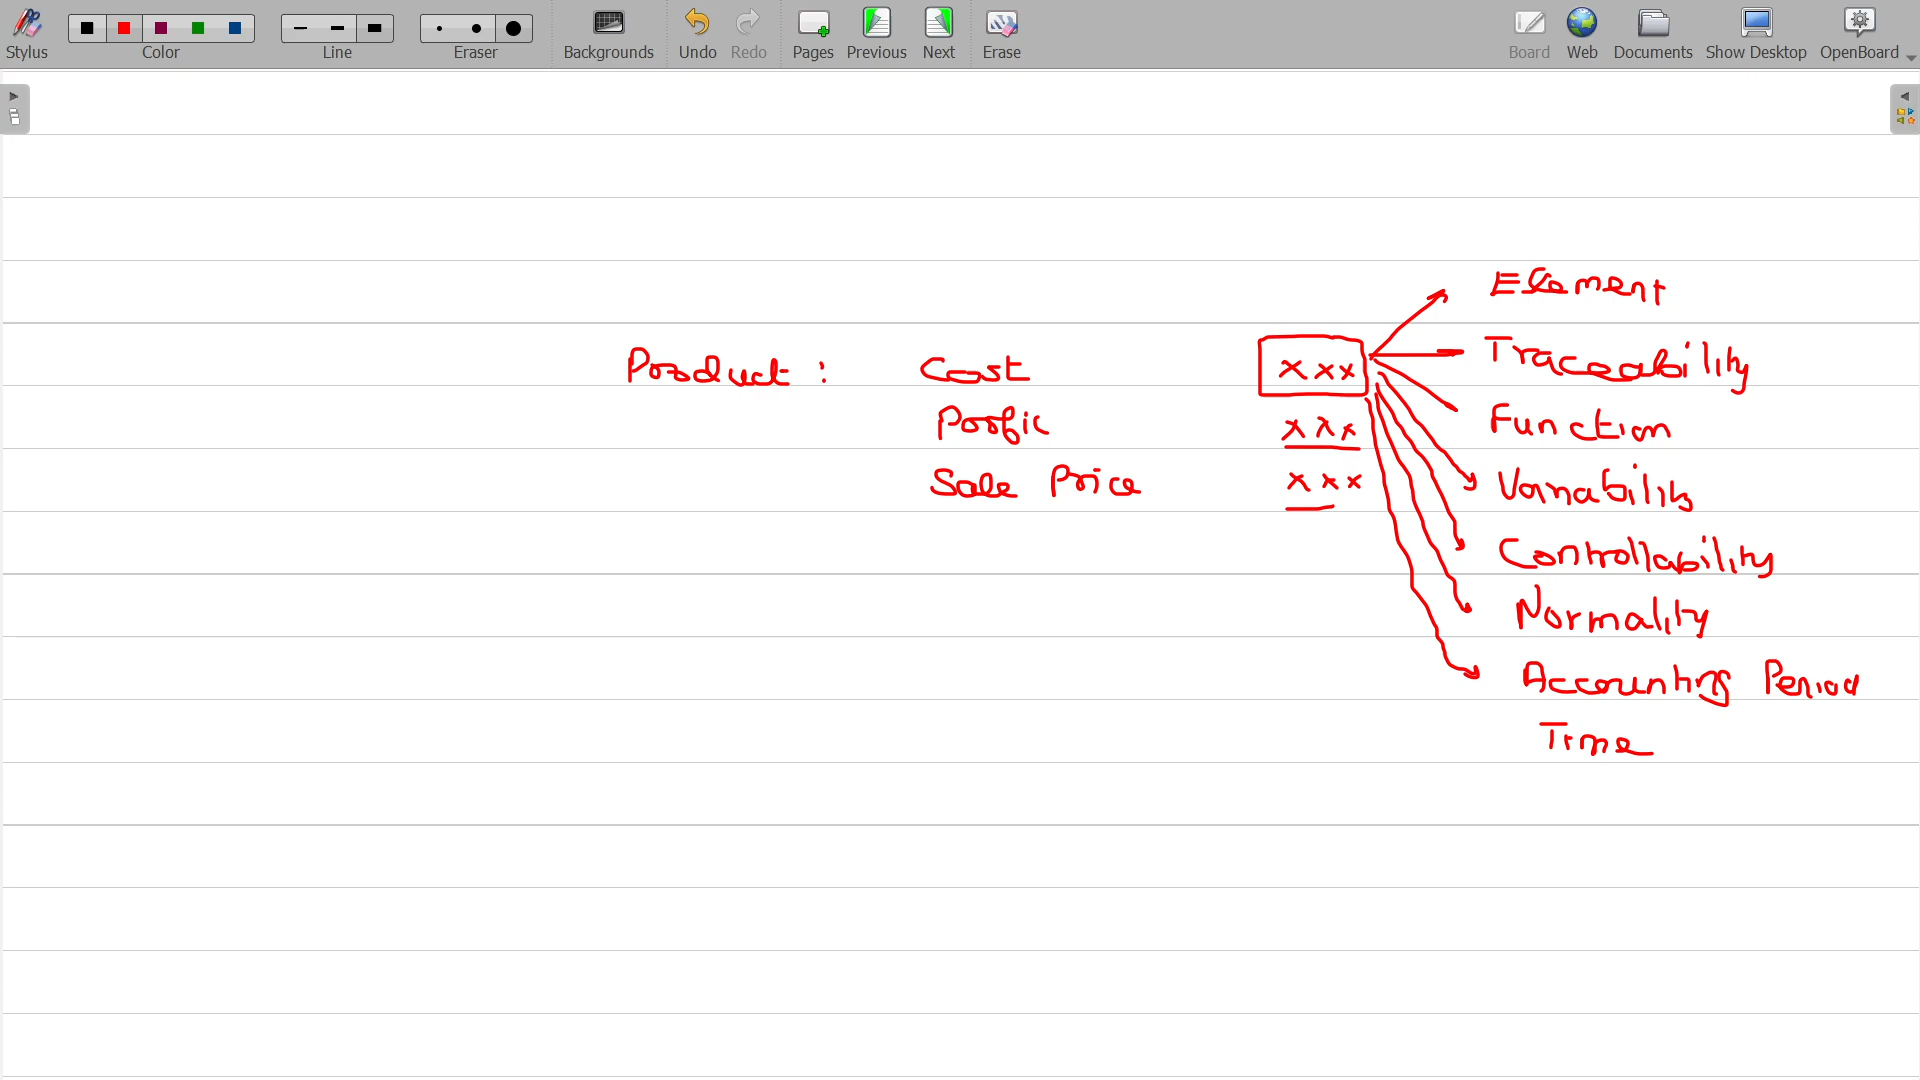 Stylus Color Line Eraser Backgrounds Undo Redo Pages Previous Next Erase Board Web Documents Show Desktop OpenBoard
Element
Product : Cost xxx Traceability
Profit xxx Function
Sale Price xxx Variability
Controllability
Normality
Accounting Period
Time